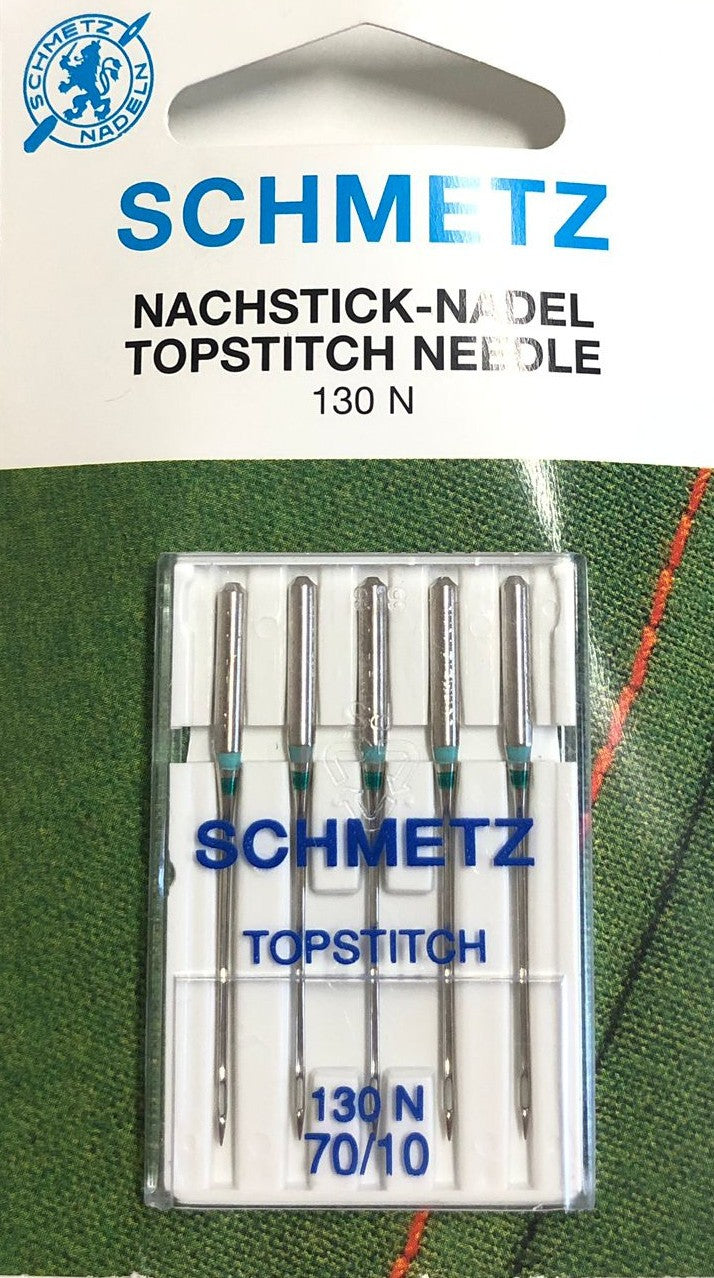 SCHMETZ
NADELN
SCHMETZ
NACHSTICK-NADEL
TOPSTITCH NEEDLE
130 N
SCHMETZ
TOPSTITCH
130 N
70/10